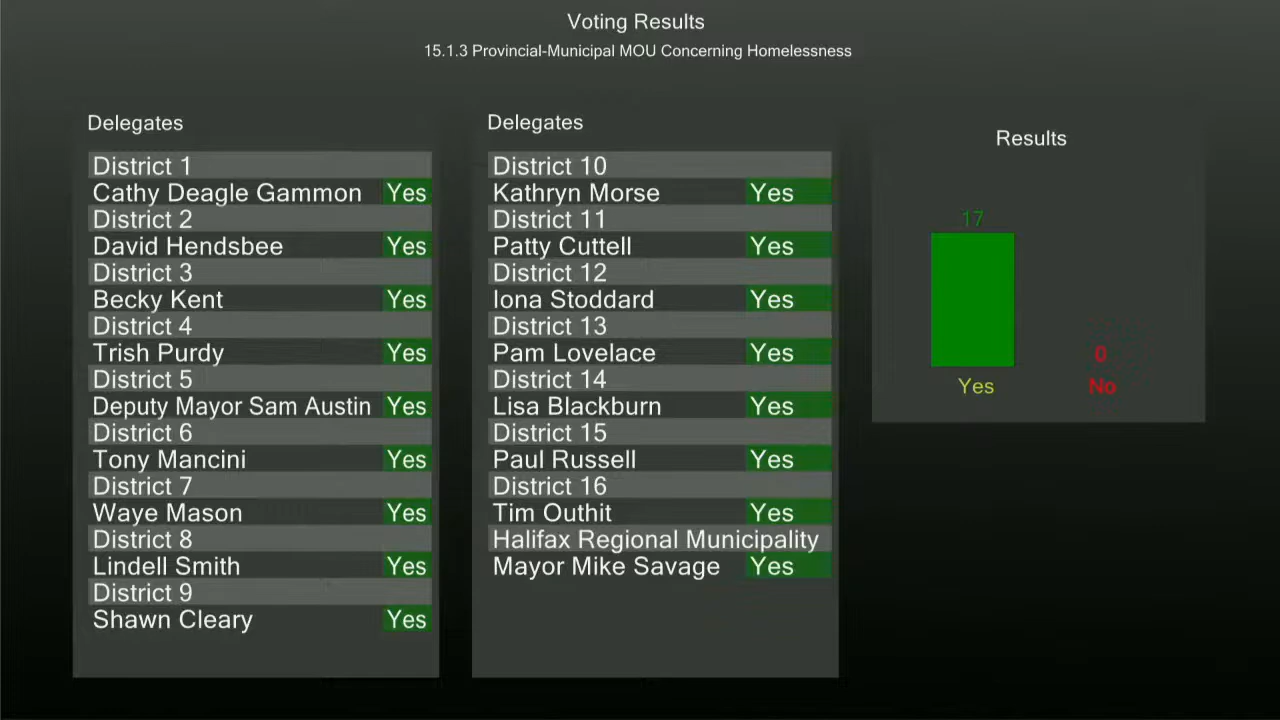 Voting Results
15.1.3 Provincial-Municipal MOU Concerning Homelessness
Delegates
District 1
Cathy Deagle Gammon Yes
District 2
David Hendsbee Yes
District 3
Becky Kent Yes
District 4
Trish Purdy Yes
District 5
Deputy Mayor Sam Austin Yes
District 6
Tony Mancini Yes
District 7
Waye Mason Yes
District 8
Lindell Smith Yes
District 9
Shawn Cleary Yes
Delegates
District 10
Kathryn Morse Yes
District 11
Patty Cuttell Yes
District 12
Iona Stoddard Yes
District 13
Pam Lovelace Yes
District 14
Lisa Blackburn Yes
District 15
Paul Russell Yes
District 16
Tim Outhit Yes
Halifax Regional Municipality
Mayor Mike Savage Yes
Results
17
0
Yes No